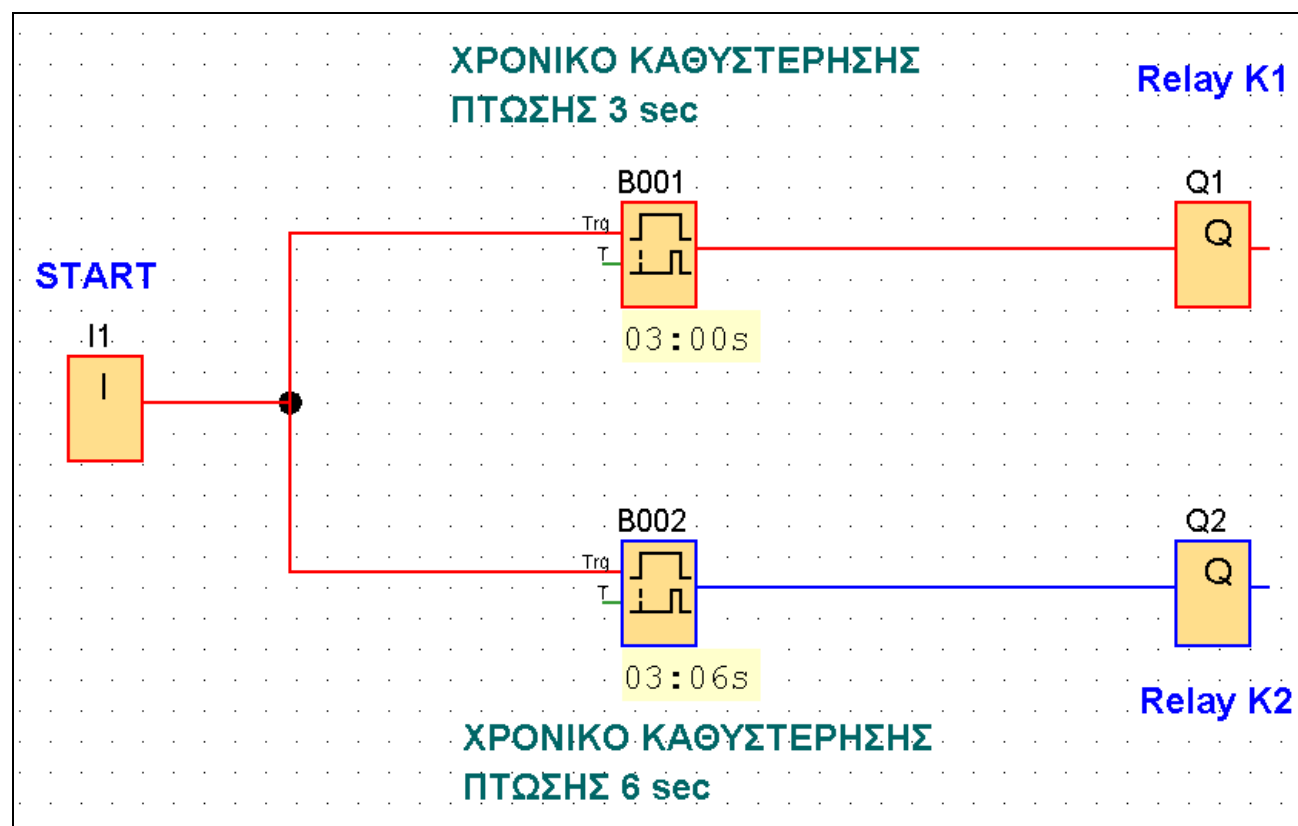 ΧΡΟΝΙΚΟ ΚΑΘΥΣΤΕΡΗΣΗΣ
ΠΤΩΣΗΣ 3 sec
Relay K1
B001
Q1
Trg
T
Q
START
03:00s
I1
I
B002
Q2
Trg
T
Q
03:06s
Relay K2
ΧΡΟΝΙΚΟ ΚΑΘΥΣΤΕΡΗΣΗΣ
ΠΤΩΣΗΣ 6 sec